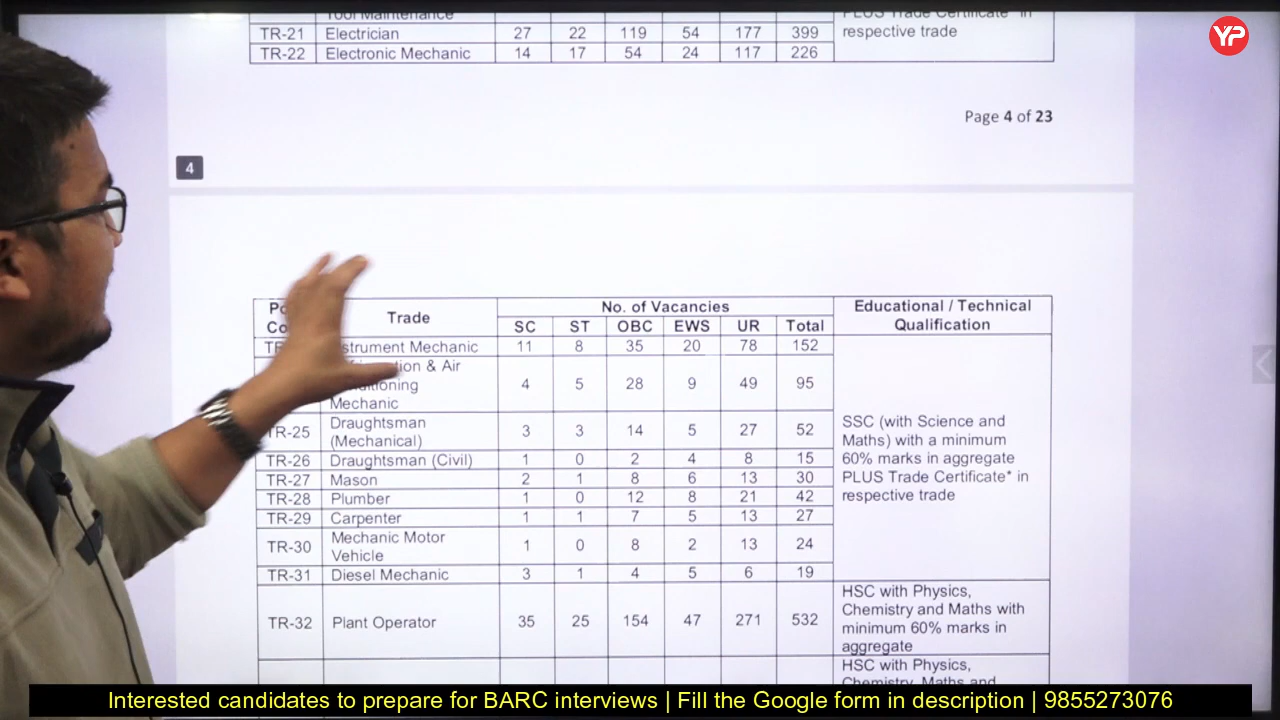 Tool Maintenance
PLUS Trade Certificate* in
TR-21 Electrician 27 22 119 54 177 399 respective trade
TR-22 Electronic Mechanic 14 17 54 24 117 226
YP
Page 4 of 23
4
Trade No. of Vacancies Educational / Technical Qualification
SC ST OBC EWS UR Total
Mechanic 11 8 35 20 78 152
& Air
Mechanic 4 5 28 9 49 95
TR-25 Draughtsman
(Mechanical) 3 3 14 5 27 52
TR-26 Draughtsman (Civil) 1 0 2 4 8 15
TR-27 Mason 2 1 8 6 13 30
TR-28 Plumber 1 0 12 8 21 42
TR-29 Carpenter 1 1 7 5 13 27
TR-30 Mechanic Motor
Vehicle 1 0 8 2 13 24
TR-31 Diesel Mechanic 3 1 4 5 6 19
SSC (with Science and
Maths) with a minimum
60% marks in aggregate
PLUS Trade Certificate* in
respective trade
TR-32 Plant Operator 35 25 154 47 271 532
HSC with Physics,
Chemistry and Maths with
minimum 60% marks in
aggregate
HSC with Physics,
Chemistry, Maths and
Interested candidates to prepare for BARC interviews | Fill the Google form in description | 9855273076